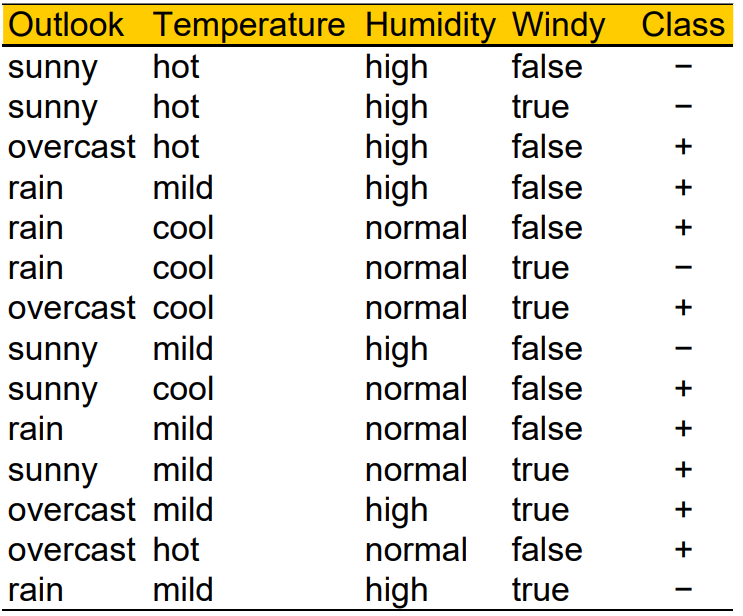 Outlook Temperature Humidity Windy Class
sunny hot high false −
sunny hot high true −
overcast hot high false +
rain mild high false +
rain cool normal false +
rain cool normal true −
overcast cool normal true +
sunny mild high false −
sunny cool normal false +
rain mild normal false +
sunny mild normal true +
overcast mild high true +
overcast hot normal false +
rain mild high true −